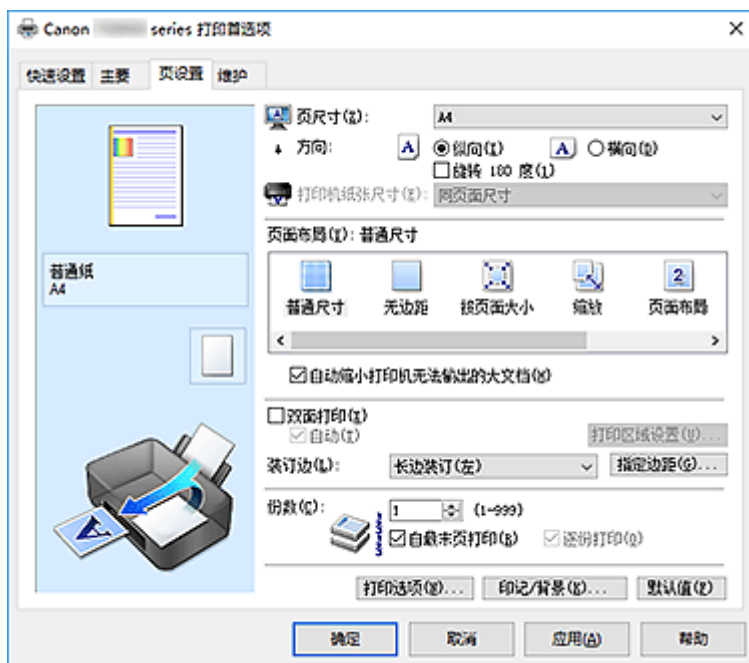 Canon series 打印首选项
快速设置 主要 页设置 维护
页尺寸(Z): A4
方向: A 纵向(I) A 横向(D)
旋转 180 度(1)
打印机纸张尺寸(E): 同页面尺寸
页面布局(I): 普通尺寸
普通纸
A4
普通尺寸 无边距 按页面大小 缩放 2 页面布局
自动缩小打印机无法输出的大文档(N)
双面打印(X)
自动(T) 打印区域设置(U)...
装订边(L): 长边装订(左) 指定边距(G)...
份数(C): 1 (1-999)
自最末页打印(B) 逐份打印(O)
A
打印选项(N)... 印记/背景(K)... 默认值(F)
确定 取消 应用(A) 帮助